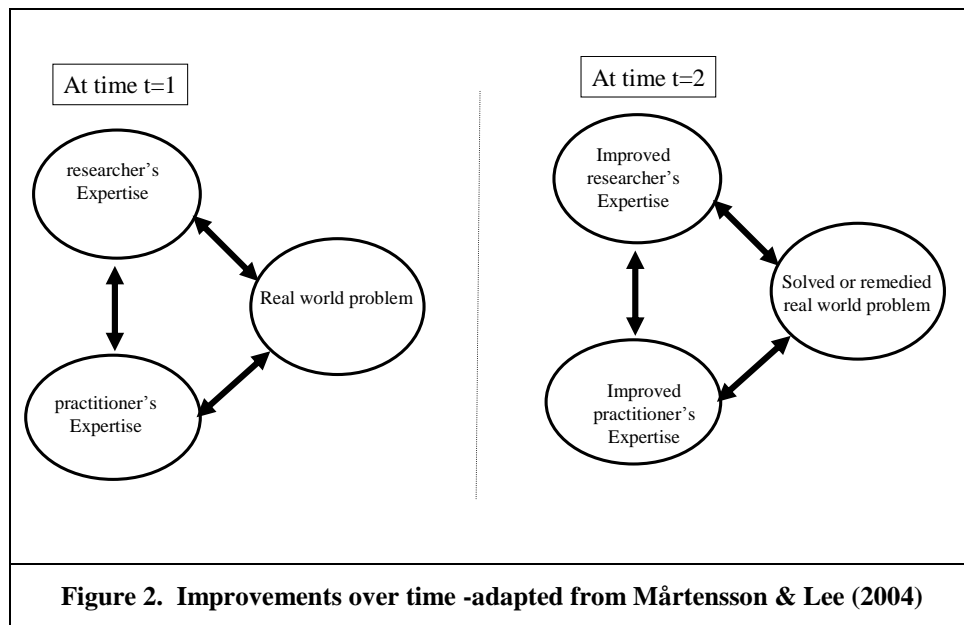 At time t=1
researcher's
Expertise
Real world problem
practitioner's
Expertise
At time t=2
Improved
researcher's
Expertise
Solved or remedied
real world problem
Improved
practitioner's
Expertise
Figure 2. Improvements over time -adapted from Mårtensson & Lee (2004)